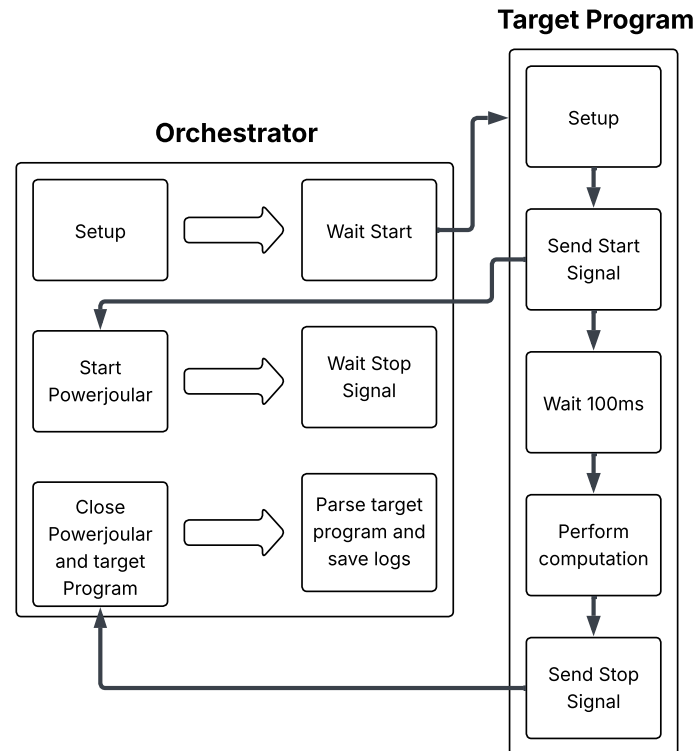 Target Program
Orchestrator
Setup
Wait Start
Start
Powerjoular
Wait Stop
Signal
Close
Powerjoular
and target
Program
Parse target
program and
save logs
Setup
Send Start
Signal
Wait 100ms
Perform
computation
Send Stop
Signal